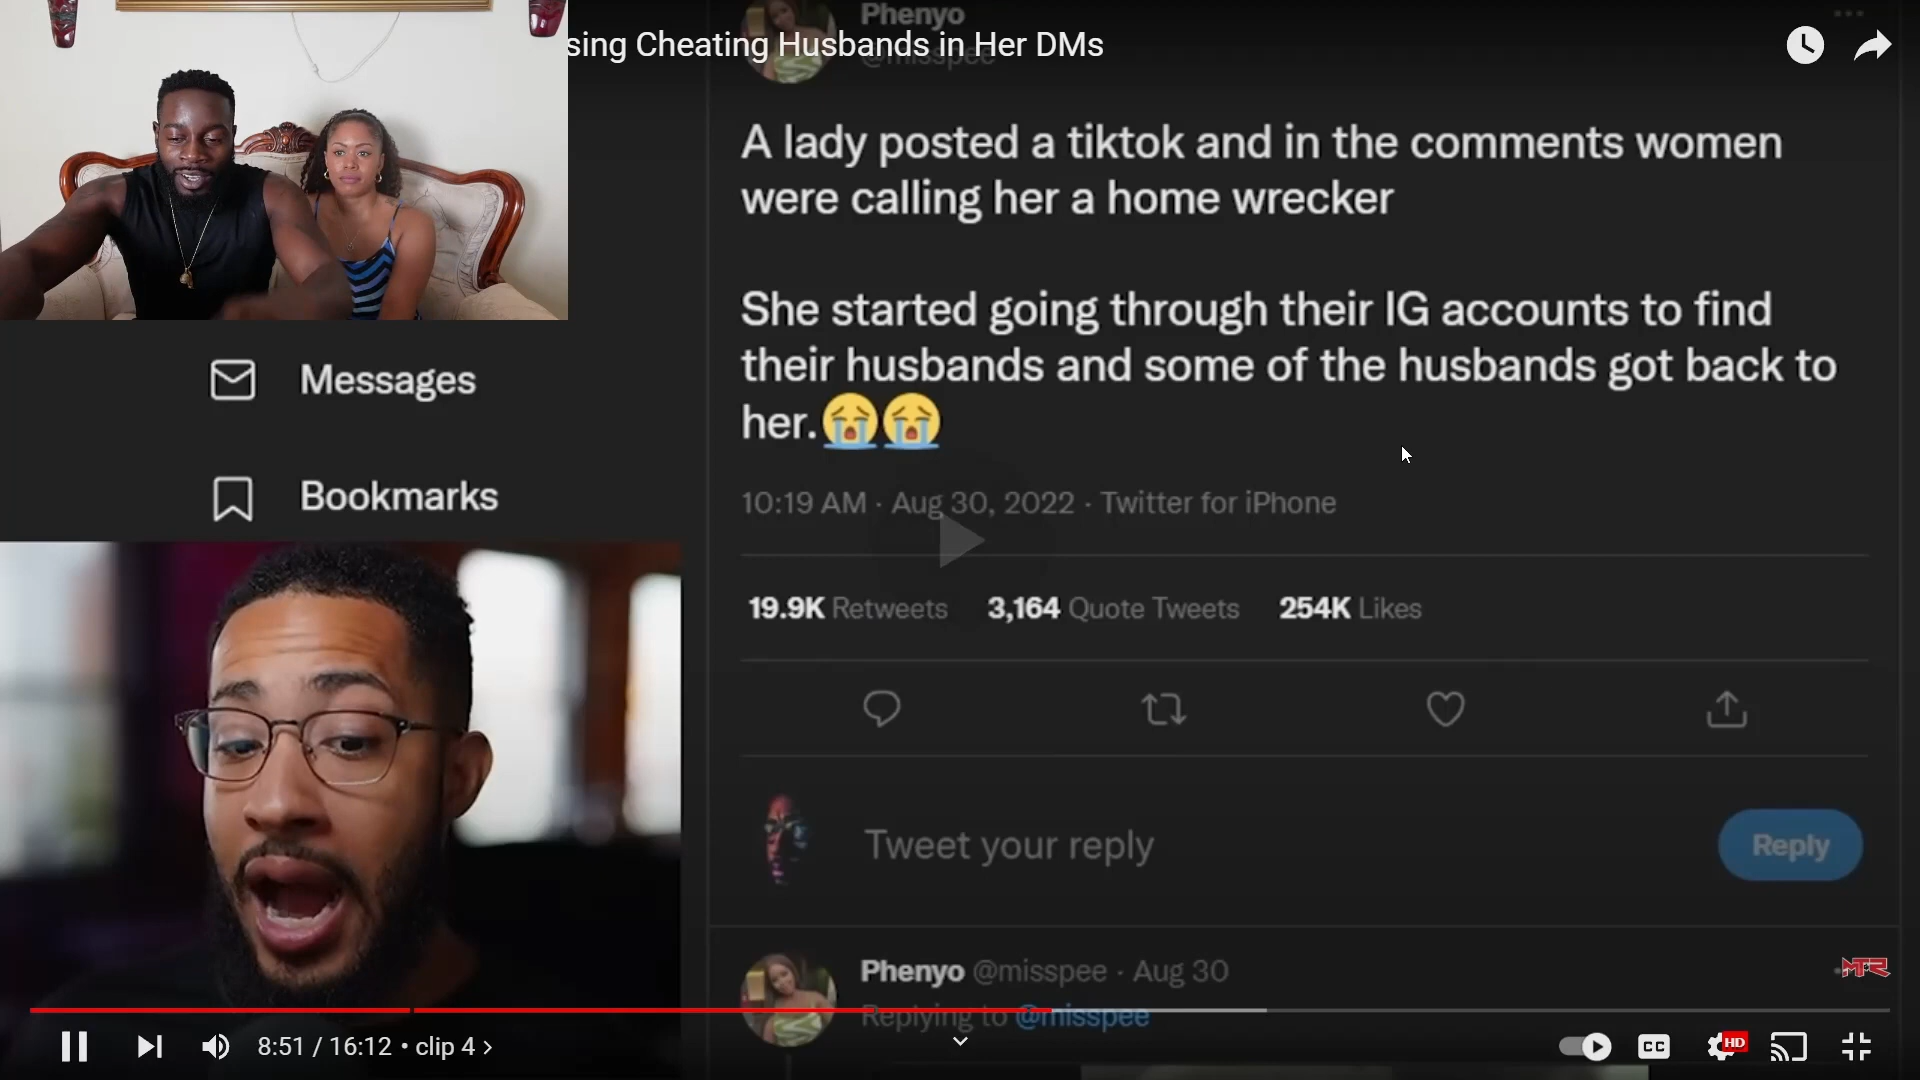 Phenyo
sing Cheating Husbands in Her DMs
@misspee
A lady posted a tiktok and in the comments women
were calling her a home wrecker
She started going through their IG accounts to find
their husbands and some of the husbands got back to
her.😭😭
Messages
Bookmarks
10:19 AM · Aug 30, 2022 · Twitter for iPhone
19.9K Retweets 3,164 Quote Tweets 254K Likes
Tweet your reply
Reply
Phenyo @misspee · Aug 30
Replying to @misspee
MTR
8:51 / 16:12 • clip 4 >
CC
HD